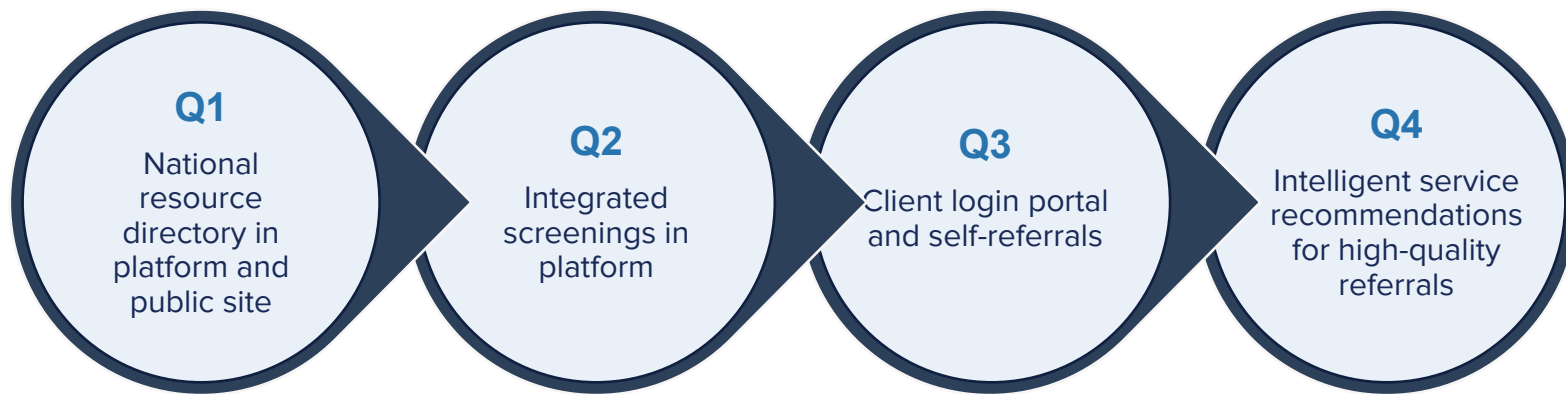 Q1
National
resource
directory in
platform and
public site
Q2
Integrated
screenings in
platform
Q3
Client login portal
and self-referrals
Q4
Intelligent service
recommendations
for high-quality
referrals